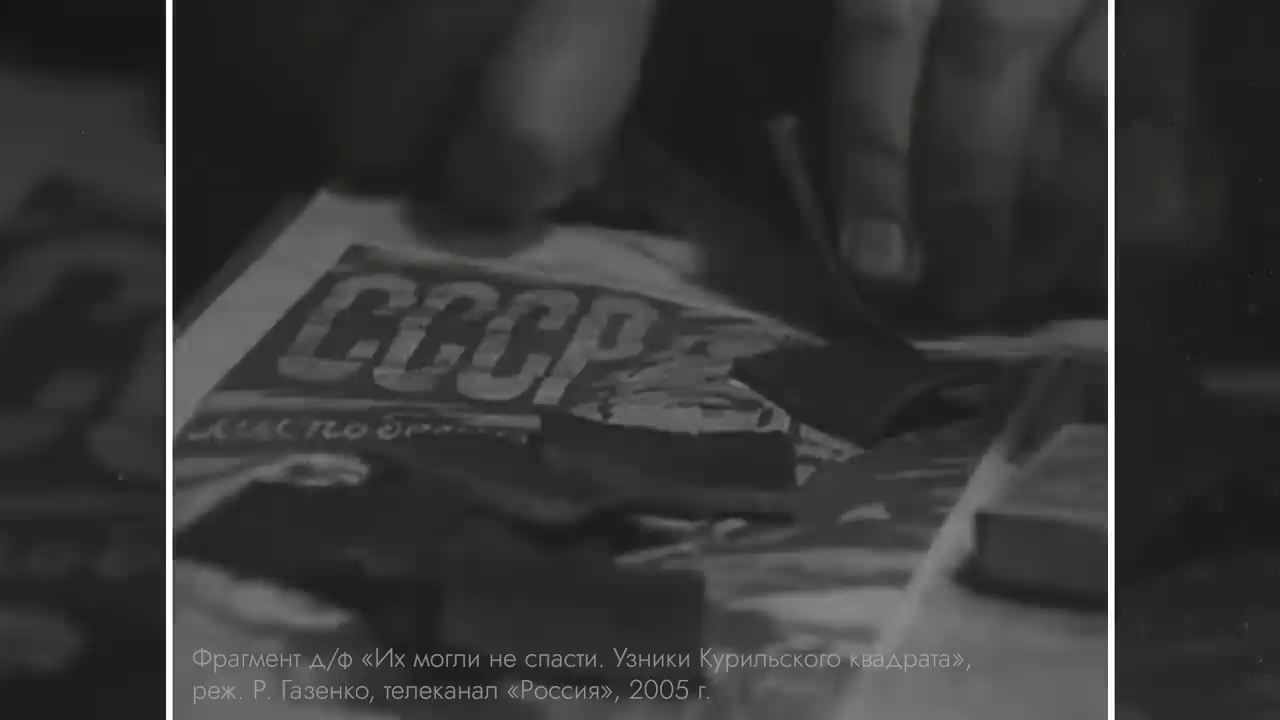 СССР
Фрагмент д/ф «Их могли не спасти. Узники Курильского квадрата»,
реж. Р. Газенко, телеканал «Россия», 2005 г.